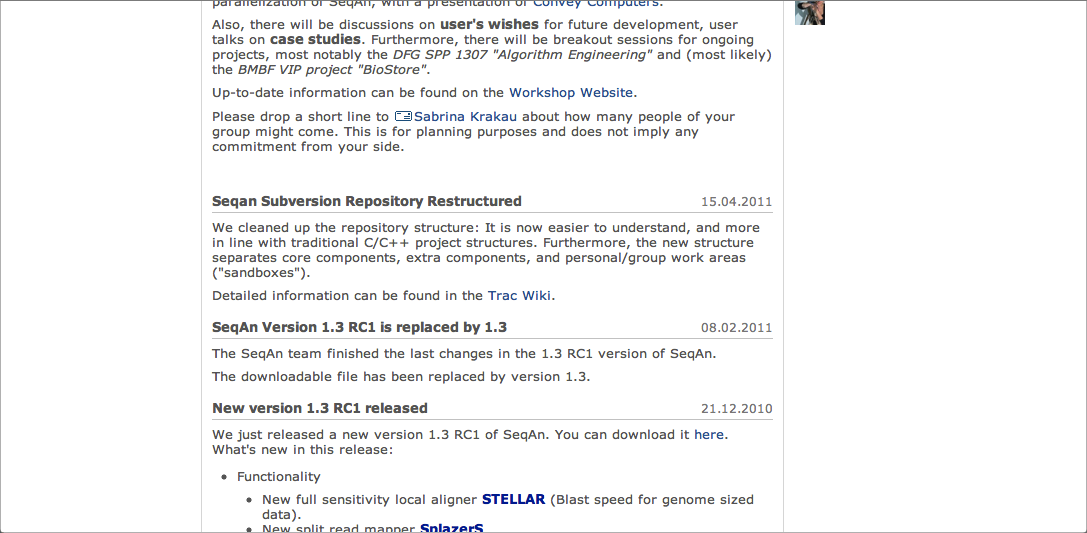 parallelization of SeqAn, with a presentation of Convey Computers.
Also, there will be discussions on user's wishes for future development, user
talks on case studies. Furthermore, there will be breakout sessions for ongoing
projects, most notably the DFG SPP 1307 "Algorithm Engineering" and (most likely)
the BMBF VIP project "BioStore".
Up-to-date information can be found on the Workshop Website.
Please drop a short line to Sabrina Krakau about how many people of your
group might come. This is for planning purposes and does not imply any
commitment from your side.
Seqan Subversion Repository Restructured 15.04.2011
We cleaned up the repository structure: It is now easier to understand, and more
in line with traditional C/C++ project structures. Furthermore, the new structure
separates core components, extra components, and personal/group work areas
("sandboxes").
Detailed information can be found in the Trac Wiki.
SeqAn Version 1.3 RC1 is replaced by 1.3 08.02.2011
The SeqAn team finished the last changes in the 1.3 RC1 version of SeqAn.
The downloadable file has been replaced by version 1.3.
New version 1.3 RC1 released 21.12.2010
We just released a new version 1.3 RC1 of SeqAn. You can download it here.
What's new in this release:
• Functionality
• New full sensitivity local aligner STELLAR (Blast speed for genome sized
data).
• New split read mapper SplazerS